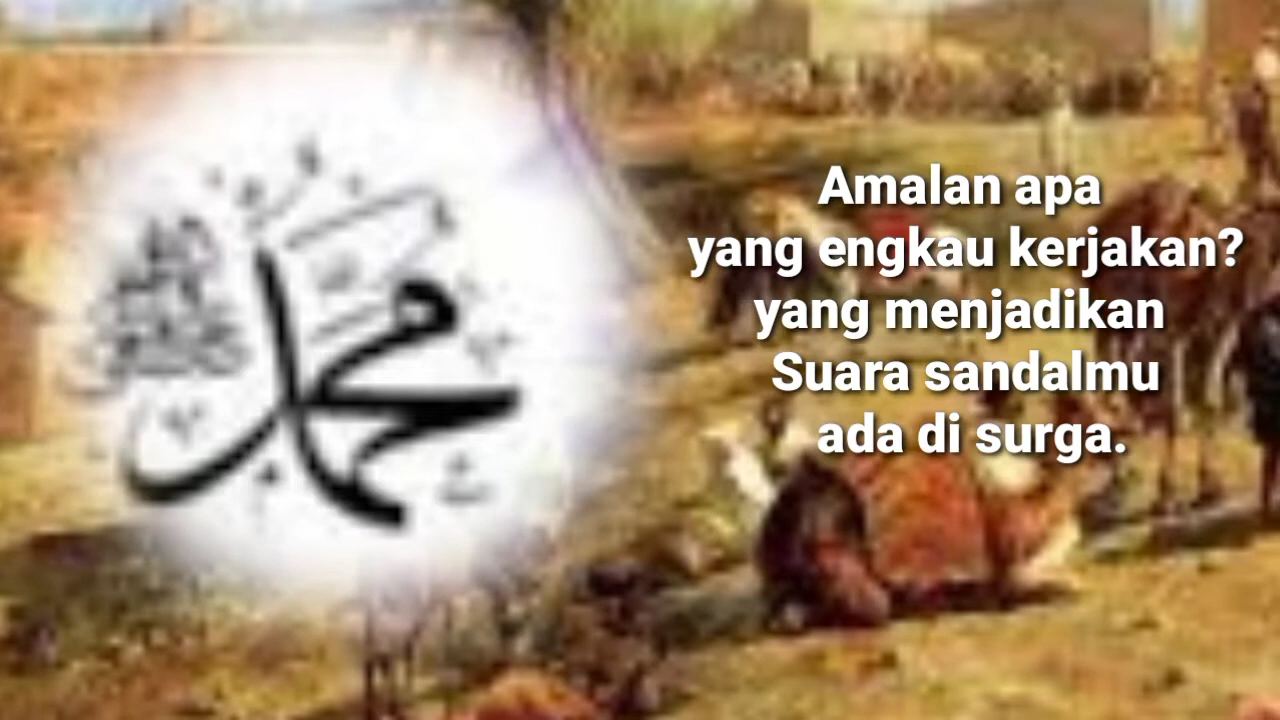 محمد
Amalan apa
yang engkau kerjakan?
yang menjadikan
Suara sandalmu
ada di surga.